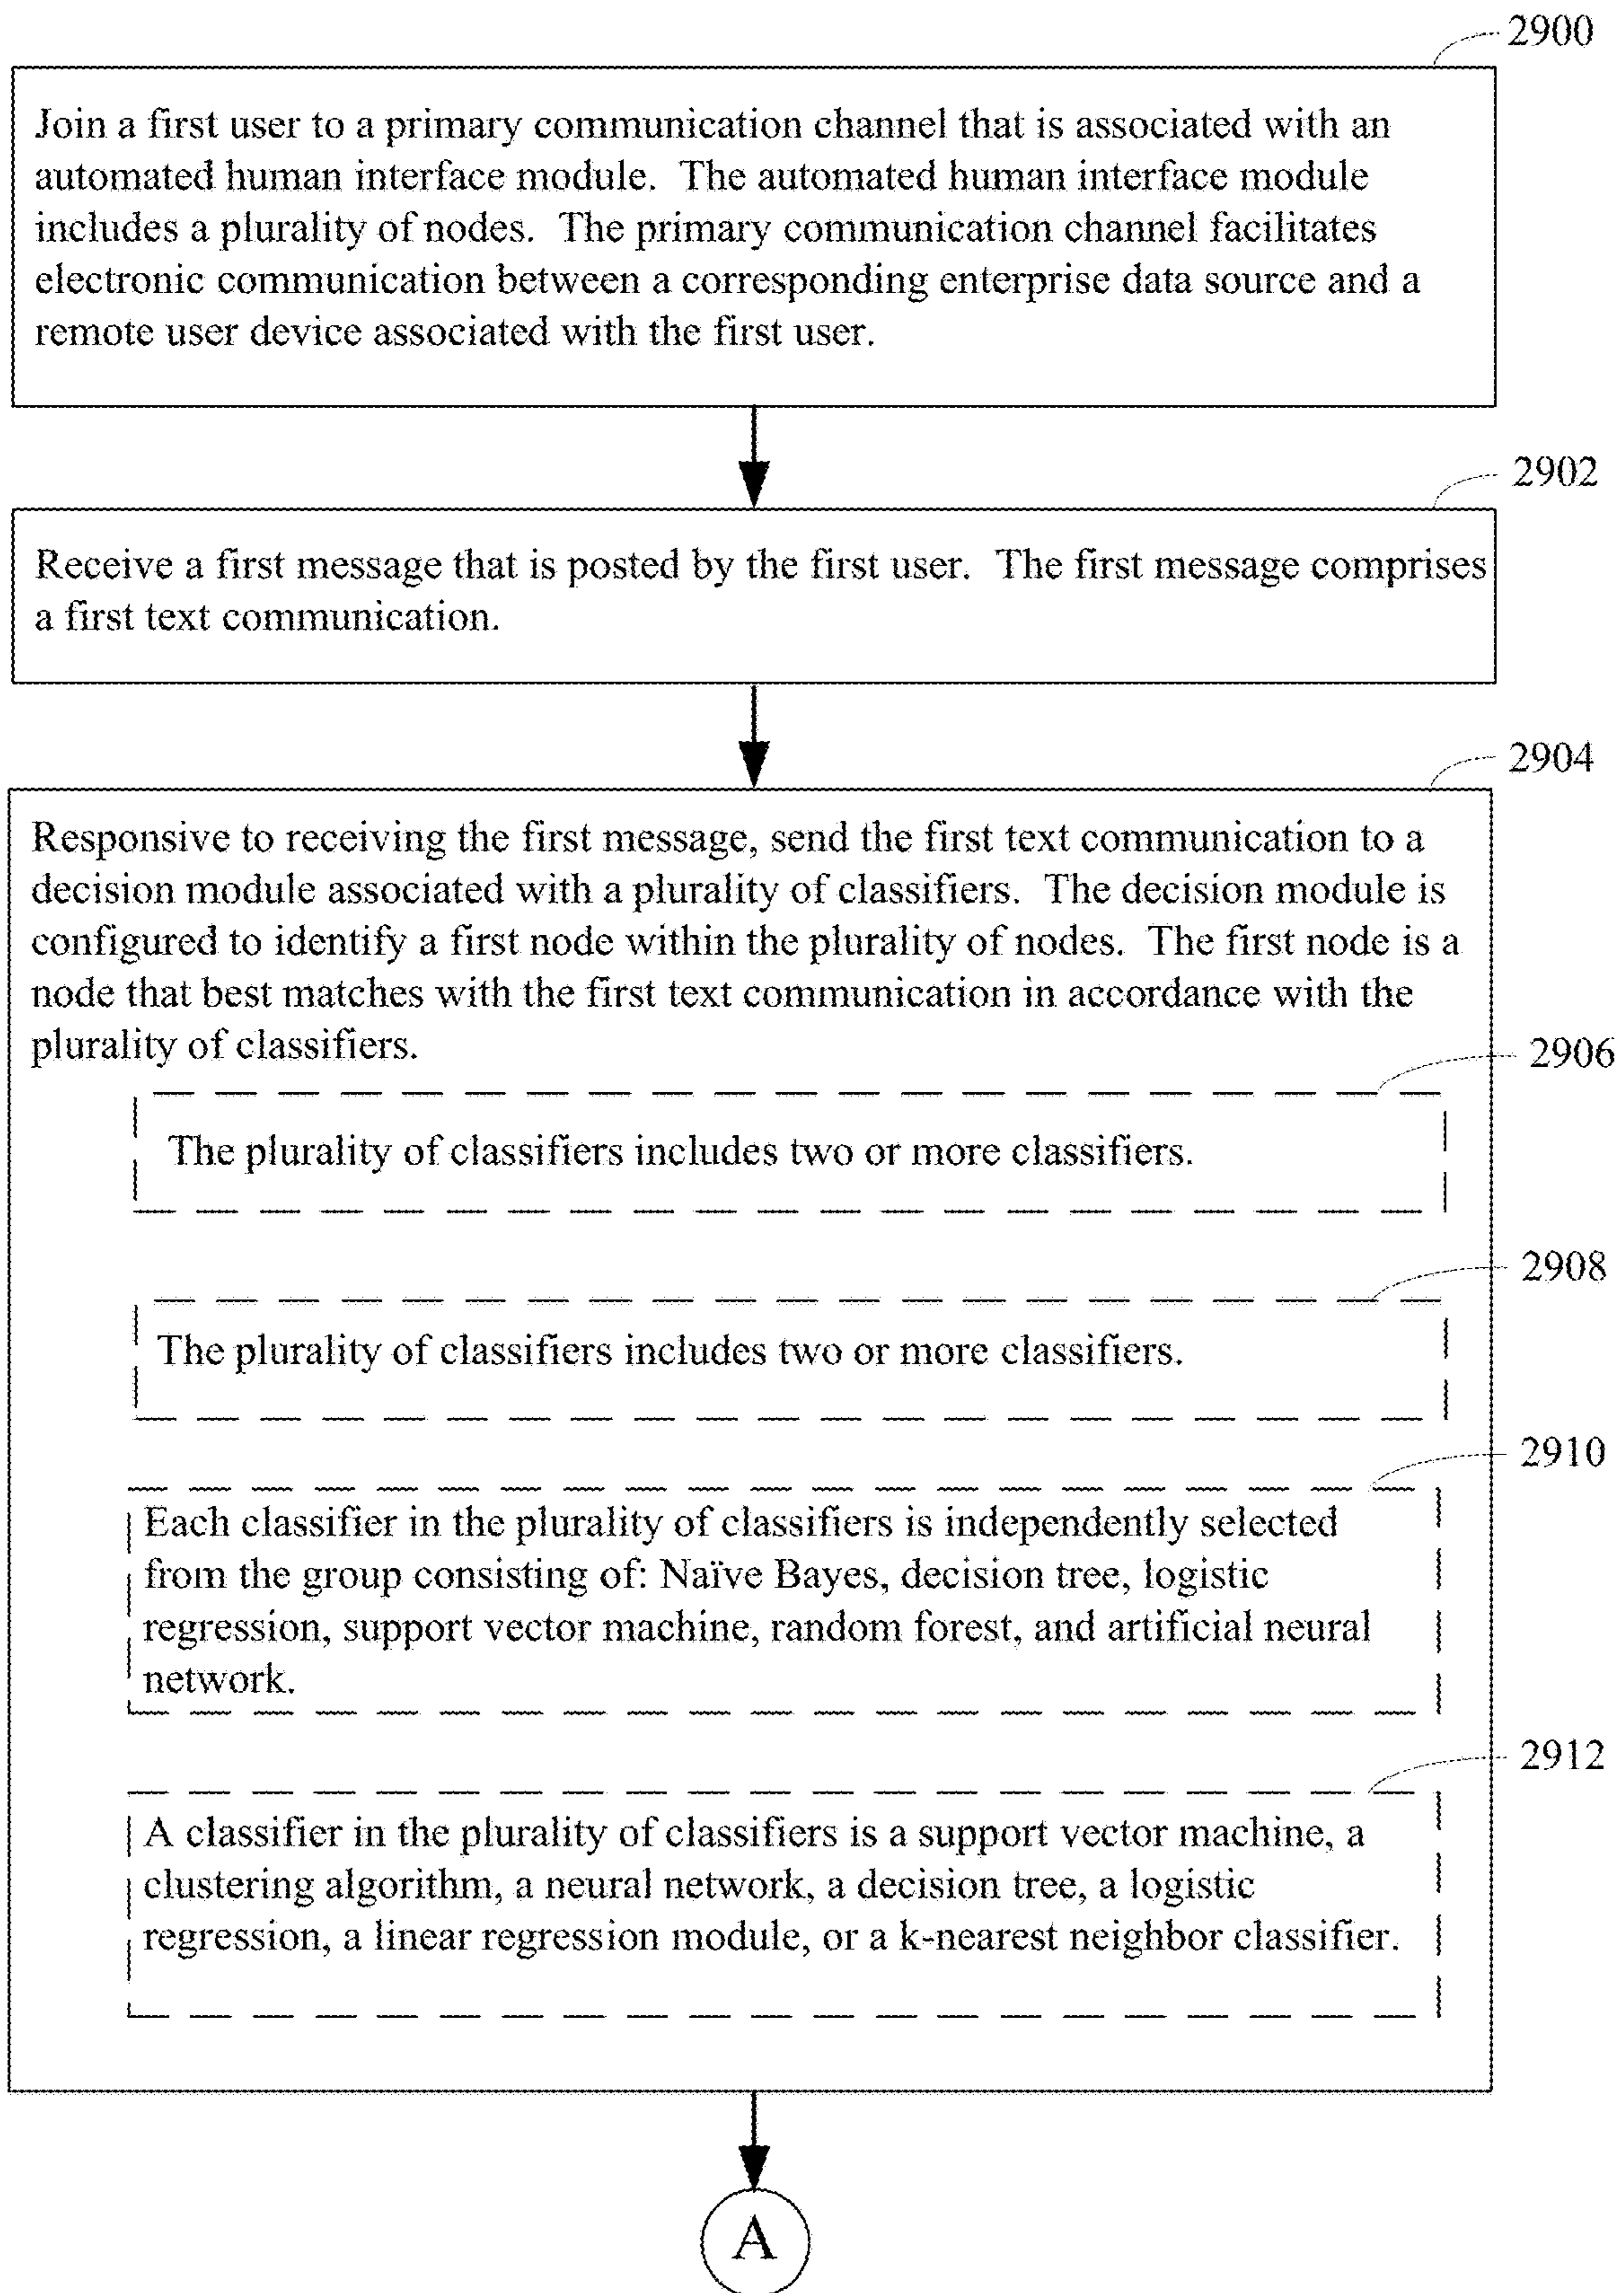 2900
Join a first user to a primary communication channel that is associated with an
automated human interface module. The automated human interface module
includes a plurality of nodes. The primary communication channel facilitates
electronic communication between a corresponding enterprise data source and a
remote user device associated with the first user.
2902
Receive a first message that is posted by the first user. The first message comprises
a first text communication.
2904
Responsive to receiving the first message, send the first text communication to a
decision module associated with a plurality of classifiers. The decision module is
configured to identify a first node within the plurality of nodes. The first node is a
node that best matches with the first text communication in accordance with the
plurality of classifiers.
2906
The plurality of classifiers includes two or more classifiers.
2908
The plurality of classifiers includes two or more classifiers.
2910
Each classifier in the plurality of classifiers is independently selected
from the group consisting of: Naïve Bayes, decision tree, logistic
regression, support vector machine, random forest, and artificial neural
network.
2912
A classifier in the plurality of classifiers is a support vector machine, a
clustering algorithm, a neural network, a decision tree, a logistic
regression, a linear regression module, or a k-nearest neighbor classifier.
A